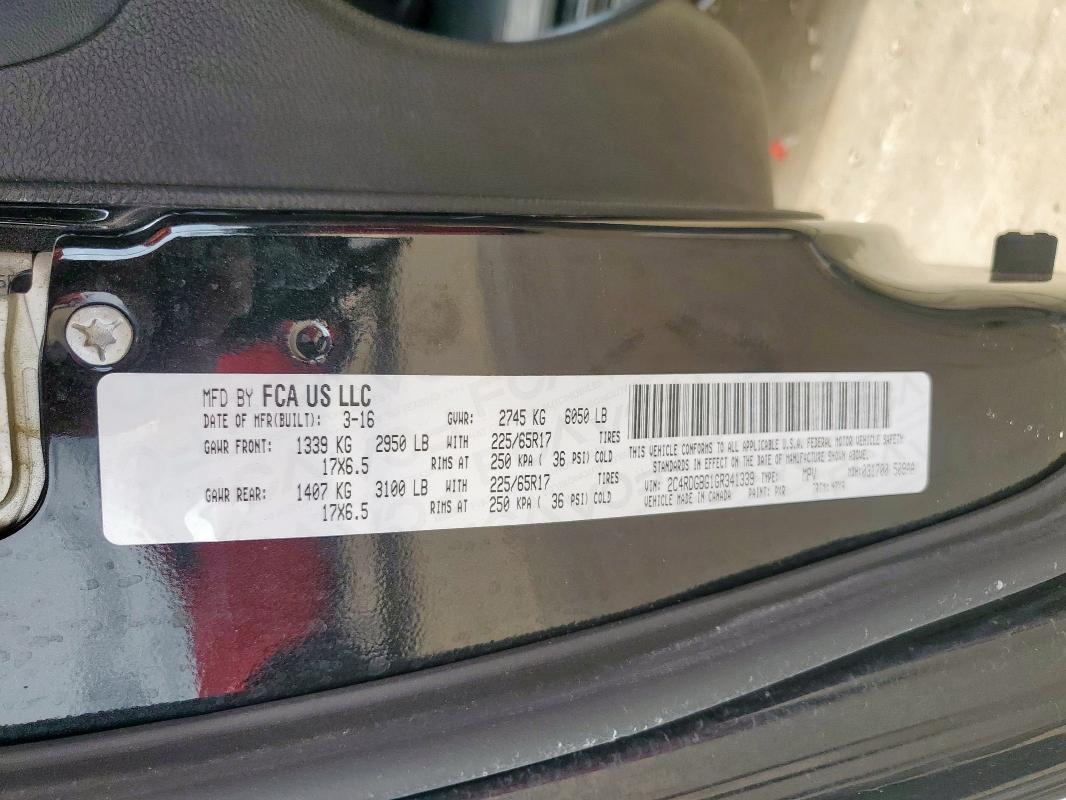 MFD BY FCA US LLC
DATE OF MFR(BUILT): 3-16 GVWR: 2745 KG 6050 LB
GAWR FRONT: 1339 KG 2950 LB WITH 225/65R17 TIRES
17X6.5 RIMS AT 250 KPA ( 36 PSI) COLD
GAWR REAR: 1407 KG 3100 LB WITH 225/65R17 TIRES
17X6.5 RIMS AT 250 KPA ( 36 PSI) COLD
THIS VEHICLE CONFORMS TO ALL APPLICABLE U.S.A. FEDERAL MOTOR VEHICLE SAFETY
STANDARDS IN EFFECT ON THE DATE OF MANUFACTURE SHOWN ABOVE.
VIN: 2C4RDGBG1GR341339 TYPE: MPV MDH: 031700 509AA
VEHICLE MADE IN CANADA PAINT: PXR TRIM: